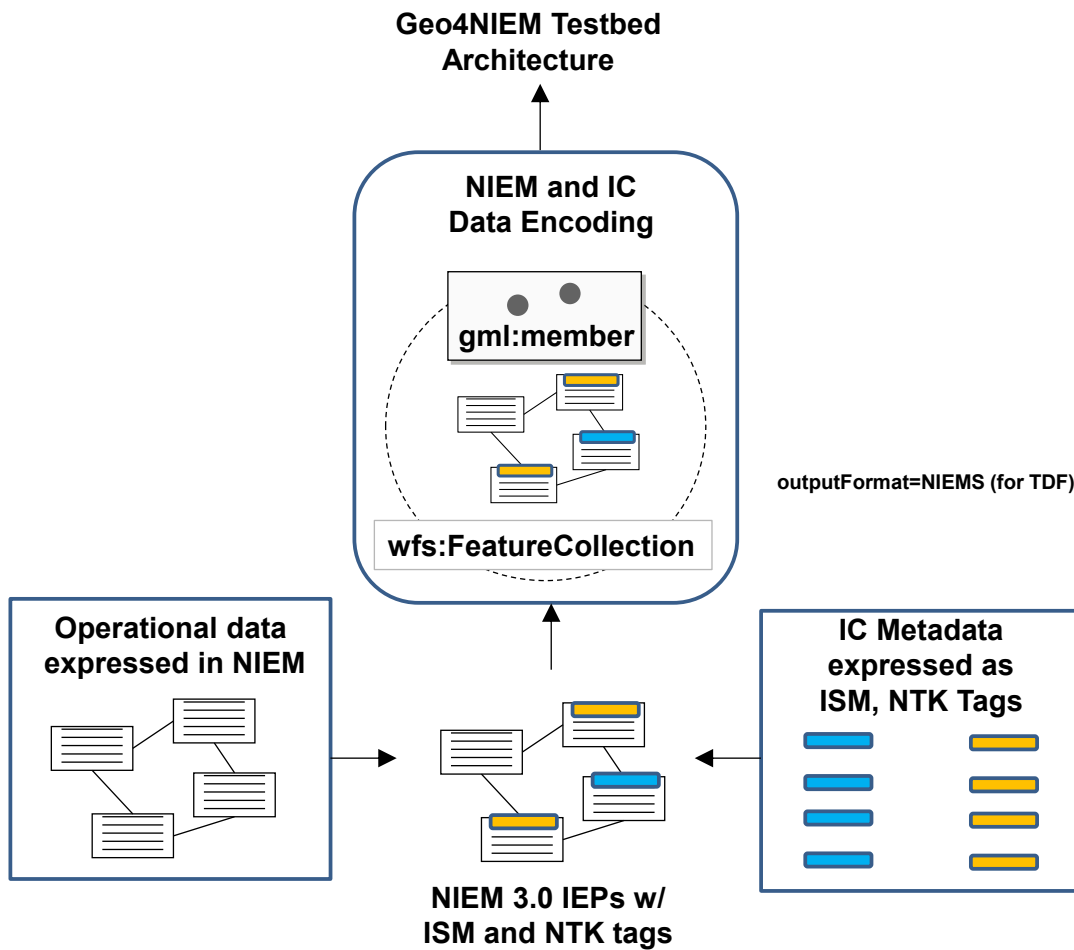 Geo4NIEM Testbed
Architecture
NIEM and IC
Data Encoding
gml:member
wfs:FeatureCollection
outputFormat=NIEMS (for TDF)
Operational data
expressed in NIEM
IC Metadata
expressed as
ISM, NTK Tags
NIEM 3.0 IEPs w/
ISM and NTK tags